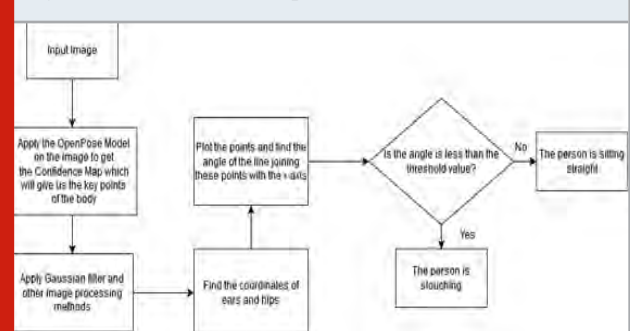 Input Image
Apply the OpenPose Model
on the image to get
the Confidence Map which
will give us the key points
of the body
Apply Gaussian filter and
other image processing
methods
Find the coordinates of
ears and hips
Plot the points and find the
angle of the line joining
these points with the x-axis
Is the angle is less than the
threshold value?
No
The person is sitting
straight
Yes
The person is
slouching